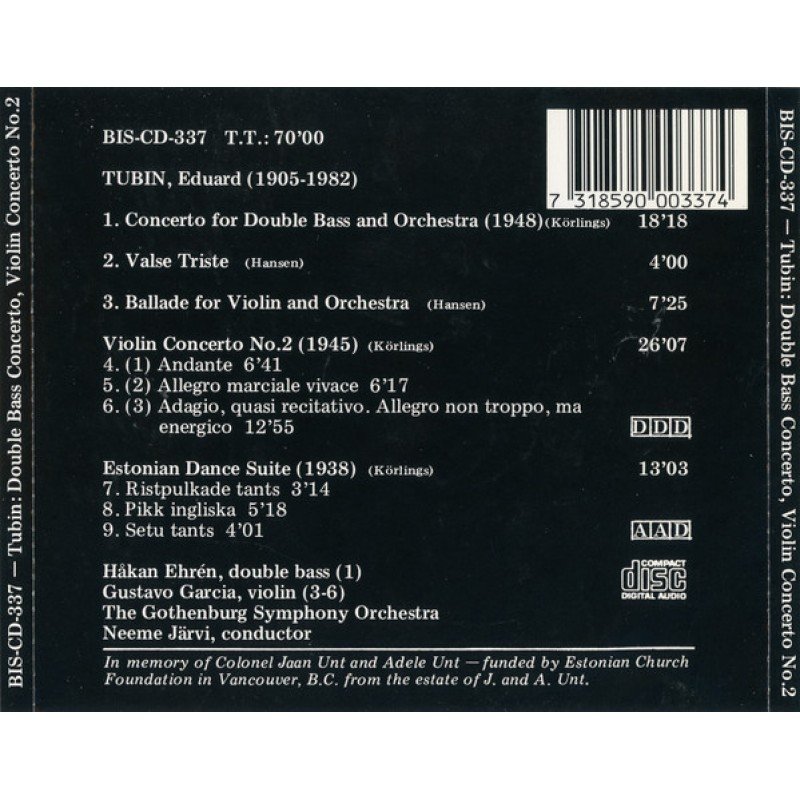 BIS-CD-337 — Tubin: Double Bass Concerto, Violin Concerto No.2
BIS-CD-337 T.T.: 70'00
7 318590 003374
TUBIN, Eduard (1905-1982)
1. Concerto for Double Bass and Orchestra (1948) (Körlings) 18'18
2. Valse Triste (Hansen) 4'00
3. Ballade for Violin and Orchestra (Hansen) 7'25
Violin Concerto No.2 (1945) (Körlings) 26'07
4. (1) Andante 6'41
5. (2) Allegro marciale vivace 6'17
6. (3) Adagio, quasi recitativo. Allegro non troppo, ma
energico 12'55 DDD
Estonian Dance Suite (1938) (Körlings) 13'03
7. Ristpulkade tants 3'14
8. Pikk ingliska 5'18
9. Setu tants 4'01 AAD
Håkan Ehrén, double bass (1)
Gustavo Garcia, violin (3-6)
The Gothenburg Symphony Orchestra
Neeme Järvi, conductor
COMPACT
disc
DIGITAL AUDIO
In memory of Colonel Jaan Unt and Adele Unt — funded by Estonian Church
Foundation in Vancouver, B.C. from the estate of J. and A. Unt.
BIS-CD-337 — Tubin: Double Bass Concerto, Violin Concerto No.2